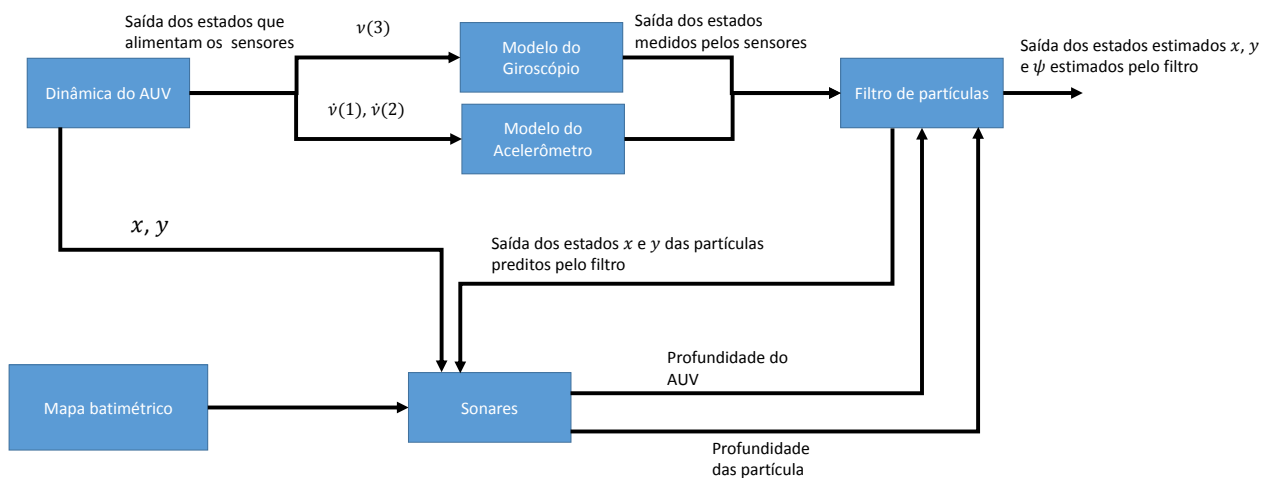 Saída dos estados que
alimentam os sensores
ν(3)
Modelo do
Giroscópio
Saída dos estados
medidos pelos sensores
Saída dos estados estimados x, y
e ψ estimados pelo filtro
Dinâmica do AUV
ν̇(1), ν̇(2)
Modelo do
Acelerômetro
Filtro de partículas
x, y
Saída dos estados x e y das partículas
preditos pelo filtro
Profundidade do
AUV
Mapa batimétrico
Sonares
Profundidade
das partícula